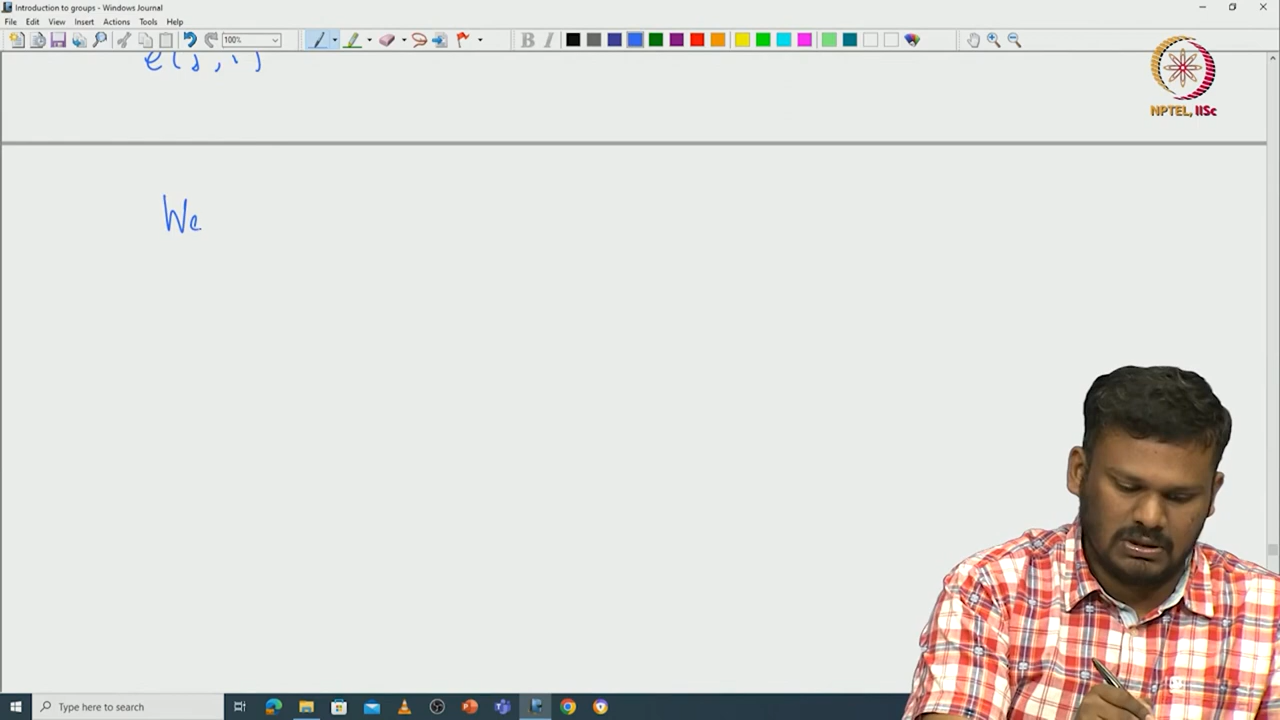 Introduction to groups - Windows Journal
File Edit View Insert Actions Tools Help
100%
B I
NPTEL, IISc
We
Type here to search